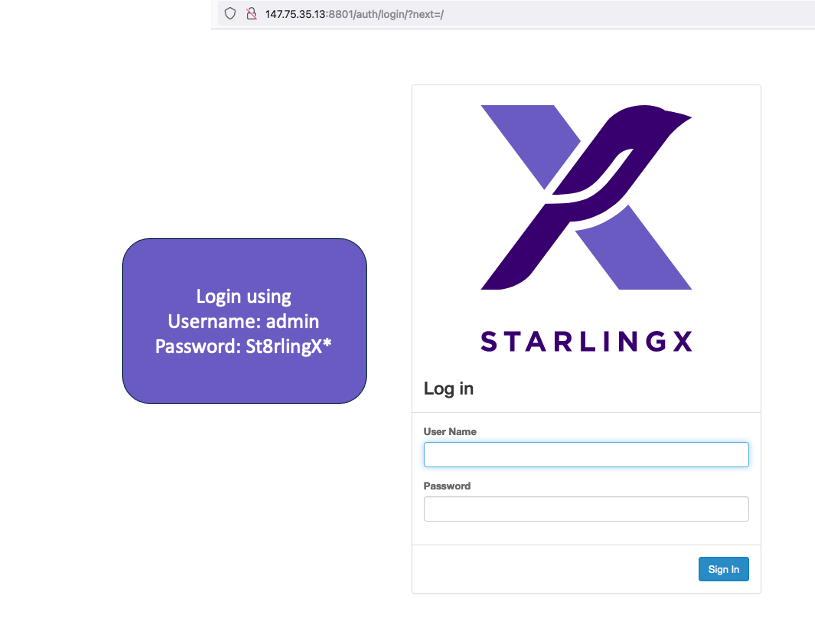 147.75.35.13:8801/auth/login/?next=/
STARLINGX
Login using
Username: admin
Password: St8rlingX*
Log in
User Name
Password
Sign In